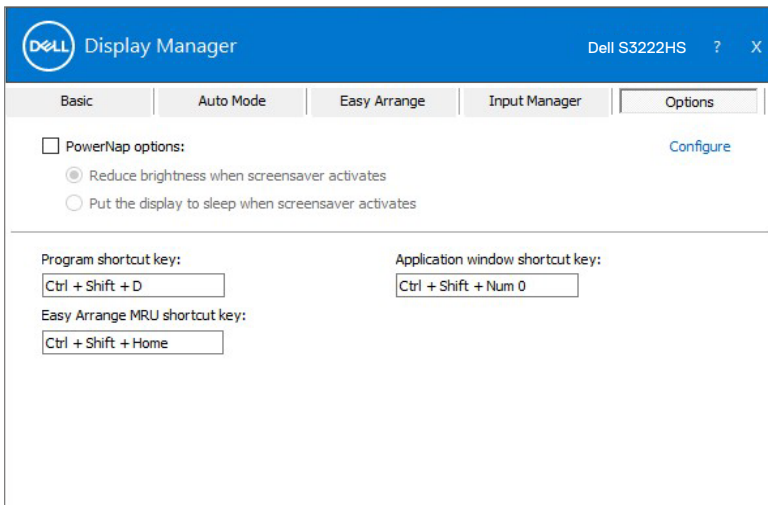 DELL Display Manager Dell S3222HS ? X
Basic Auto Mode Easy Arrange Input Manager Options
PowerNap options: Configure
Reduce brightness when screensaver activates
Put the display to sleep when screensaver activates
Program shortcut key: Application window shortcut key:
Ctrl + Shift + D Ctrl + Shift + Num 0
Easy Arrange MRU shortcut key:
Ctrl + Shift + Home